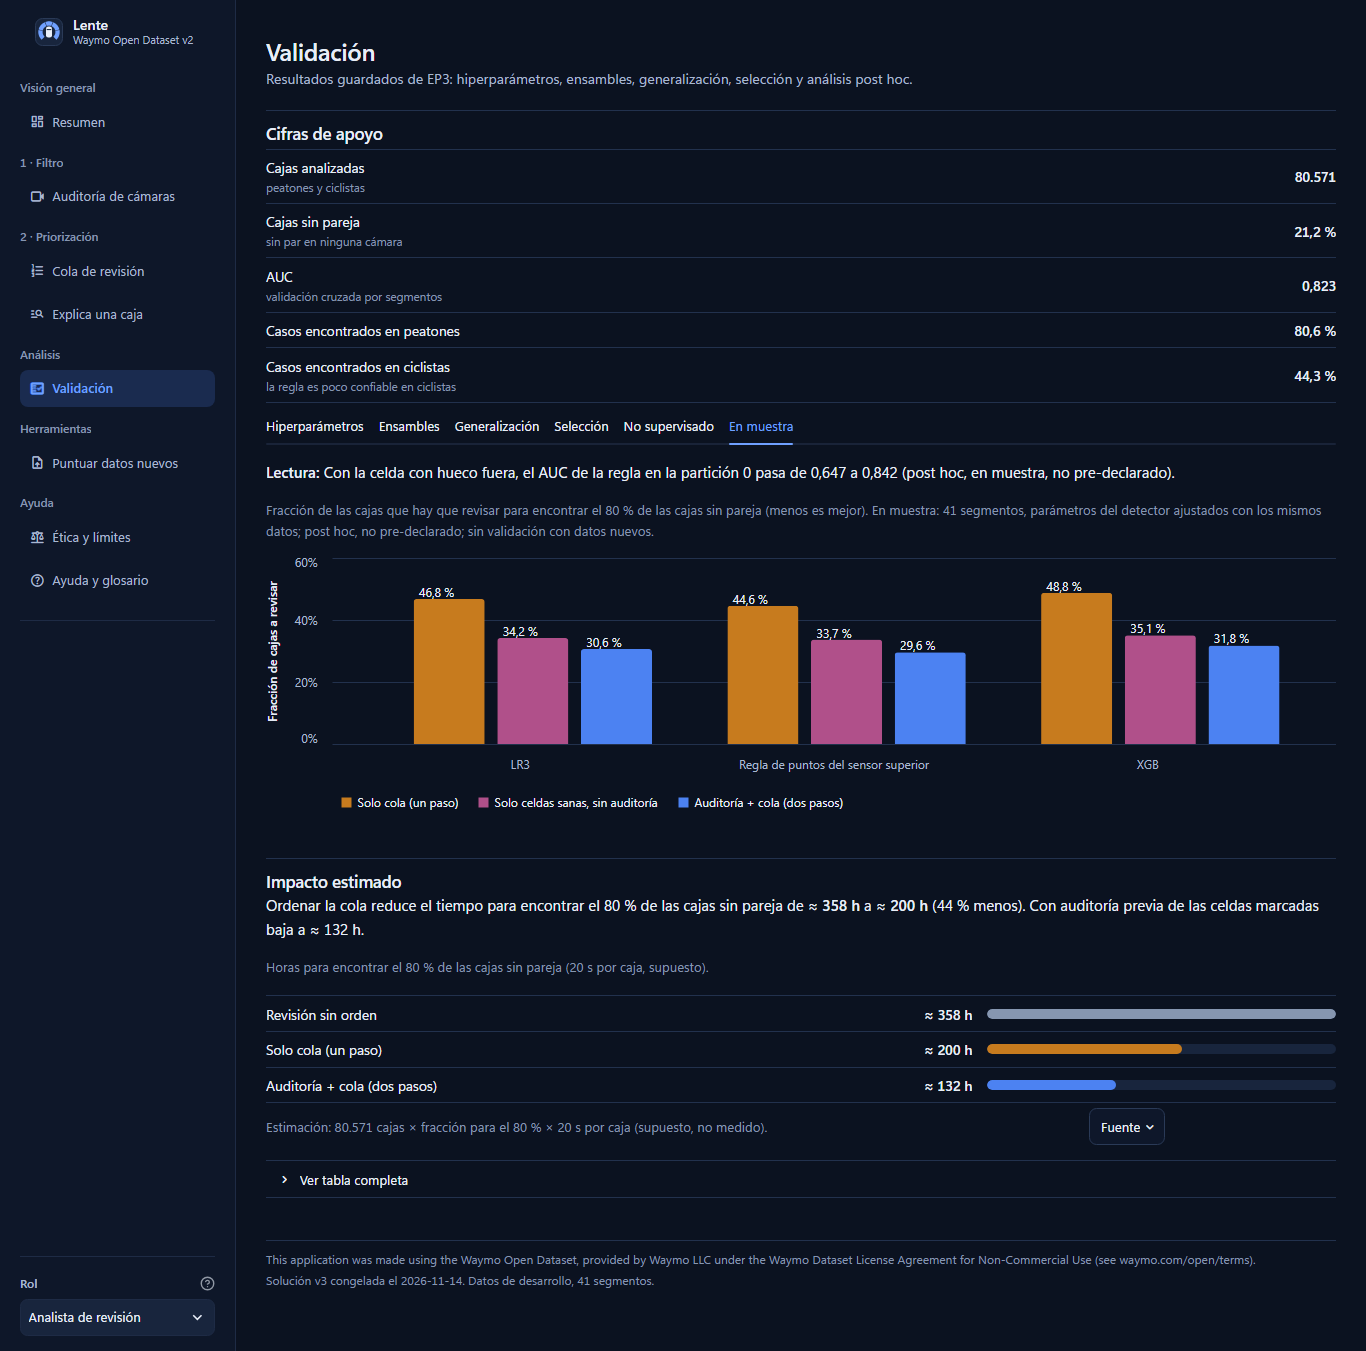 Lente
Waymo Open Dataset v2
Visión general
Resumen
1 · Filtro
Auditoría de cámaras
2 · Priorización
Cola de revisión
Explica una caja
Análisis
Validación
Herramientas
Puntuar datos nuevos
Ayuda
Ética y límites
Ayuda y glosario
Rol
Analista de revisión
Validación
Resultados guardados de EP3: hiperparámetros, ensambles, generalización, selección y análisis post hoc.
Cifras de apoyo
Cajas analizadas
peatones y ciclistas
80.571
Cajas sin pareja
sin par en ninguna cámara
21,2 %
AUC
validación cruzada por segmentos
0,823
Casos encontrados en peatones
80,6 %
Casos encontrados en ciclistas
la regla es poco confiable en ciclistas
44,3 %
Hiperparámetros Ensambles Generalización Selección No supervisado En muestra
Lectura: Con la celda con hueco fuera, el AUC de la regla en la partición 0 pasa de 0,647 a 0,842 (post hoc, en muestra, no pre-declarado).
Fracción de las cajas que hay que revisar para encontrar el 80 % de las cajas sin pareja (menos es mejor). En muestra: 41 segmentos, parámetros del detector ajustados con los mismos
datos; post hoc, no pre-declarado; sin validación con datos nuevos.
Fracción de cajas a revisar
60%
40%
20%
0%
46,8 %
34,2 %
30,6 %
44,6 %
33,7 %
29,6 %
48,8 %
35,1 %
31,8 %
LR3
Regla de puntos del sensor superior
XGB
Solo cola (un paso) Solo celdas sanas, sin auditoría Auditoría + cola (dos pasos)
Impacto estimado
Ordenar la cola reduce el tiempo para encontrar el 80 % de las cajas sin pareja de ≈ 358 h a ≈ 200 h (44 % menos). Con auditoría previa de las celdas marcadas
baja a ≈ 132 h.
Horas para encontrar el 80 % de las cajas sin pareja (20 s por caja, supuesto).
Revisión sin orden ≈ 358 h
Solo cola (un paso) ≈ 200 h
Auditoría + cola (dos pasos) ≈ 132 h
Estimación: 80.571 cajas × fracción para el 80 % × 20 s por caja (supuesto, no medido).
Fuente
Ver tabla completa
This application was made using the Waymo Open Dataset, provided by Waymo LLC under the Waymo Dataset License Agreement for Non-Commercial Use (see waymo.com/open/terms).
Solución v3 congelada el 2026-11-14. Datos de desarrollo, 41 segmentos.